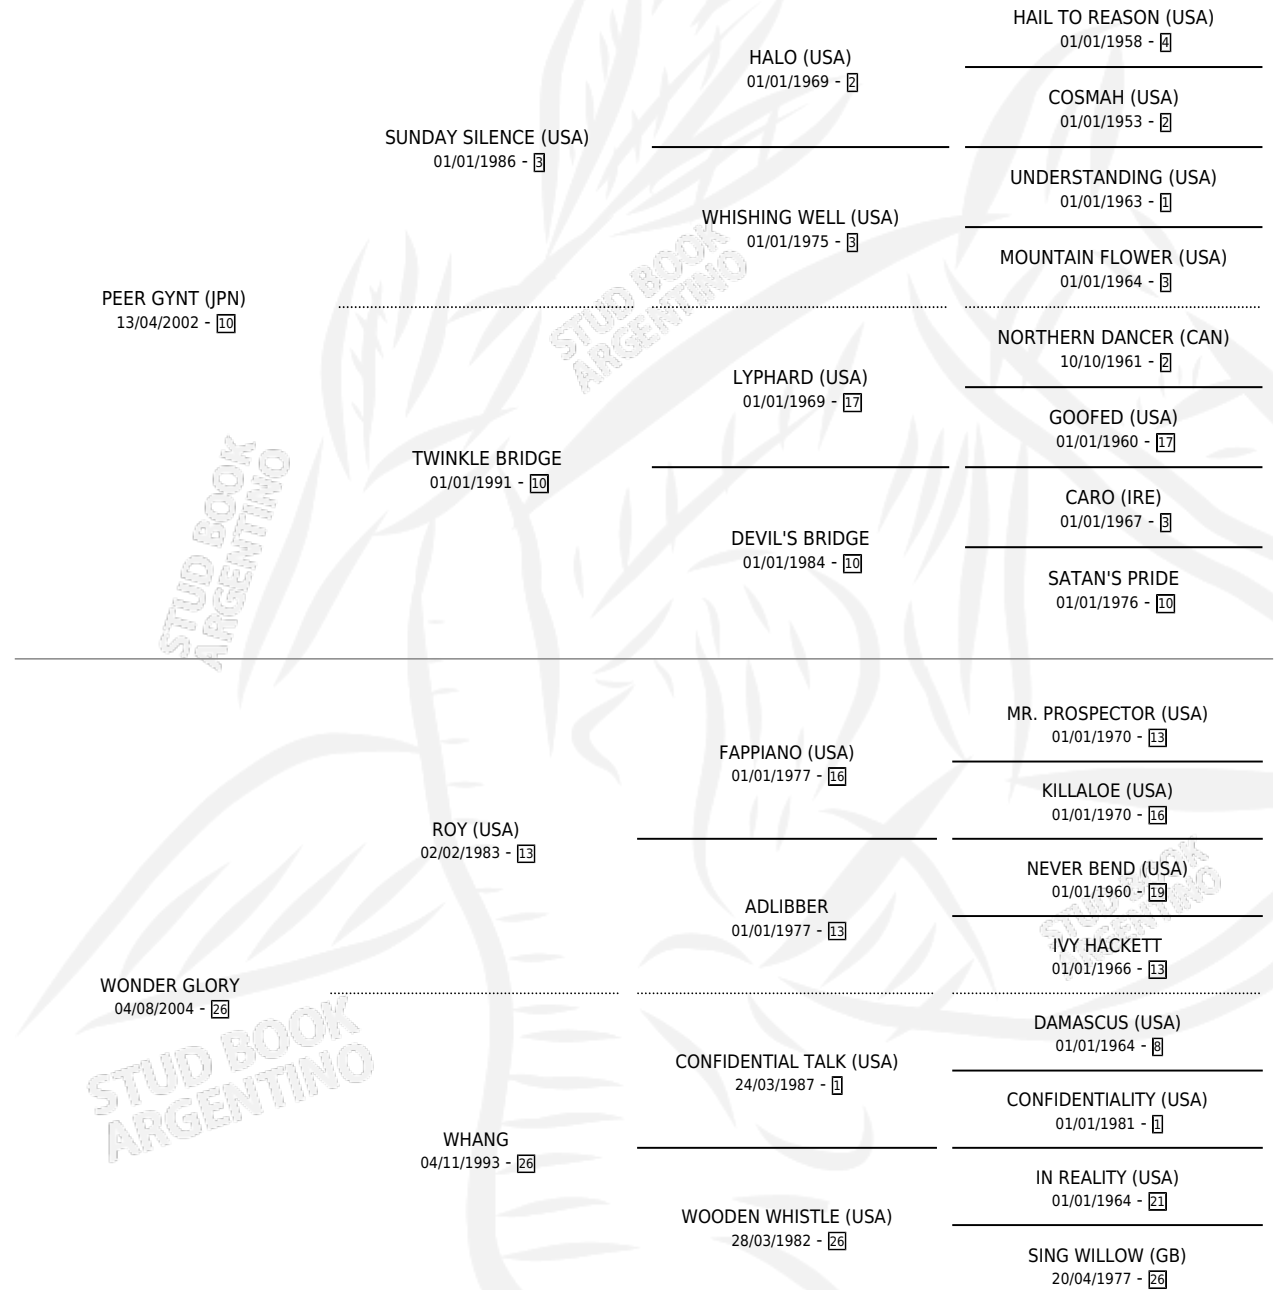 HAIL TO REASON (USA)
01/01/1958 - 4
HALO (USA)
01/01/1969 - 2
COSMAH (USA)
01/01/1953 - 2
SUNDAY SILENCE (USA)
01/01/1986 - 3
UNDERSTANDING (USA)
01/01/1963 - 1
WHISHING WELL (USA)
01/01/1975 - 3
MOUNTAIN FLOWER (USA)
01/01/1964 - 3
PEER GYNT (JPN)
13/04/2002 - 10
NORTHERN DANCER (CAN)
10/10/1961 - 2
LYPHARD (USA)
01/01/1969 - 17
GOOFED (USA)
01/01/1960 - 17
TWINKLE BRIDGE
01/01/1991 - 10
CARO (IRE)
01/01/1967 - 3
DEVIL'S BRIDGE
01/01/1984 - 10
SATAN'S PRIDE
01/01/1976 - 10
MR. PROSPECTOR (USA)
01/01/1970 - 13
FAPPIANO (USA)
01/01/1977 - 16
KILLALOE (USA)
01/01/1970 - 16
ROY (USA)
02/02/1983 - 13
NEVER BEND (USA)
01/01/1960 - 19
ADLIBBER
01/01/1977 - 13
IVY HACKETT
01/01/1966 - 13
WONDER GLORY
04/08/2004 - 26
DAMASCUS (USA)
01/01/1964 - 8
CONFIDENTIAL TALK (USA)
24/03/1987 - 1
CONFIDENTIALITY (USA)
01/01/1981 - 1
WHANG
04/11/1993 - 26
IN REALITY (USA)
01/01/1964 - 21
WOODEN WHISTLE (USA)
28/03/1982 - 26
SING WILLOW (GB)
20/04/1977 - 26
STUD BOOK
ARGENTINO
STUD BOOK
ARGENTINO
STUD BOOK
ARGENTINO
STUD BOOK
ARGENTINO